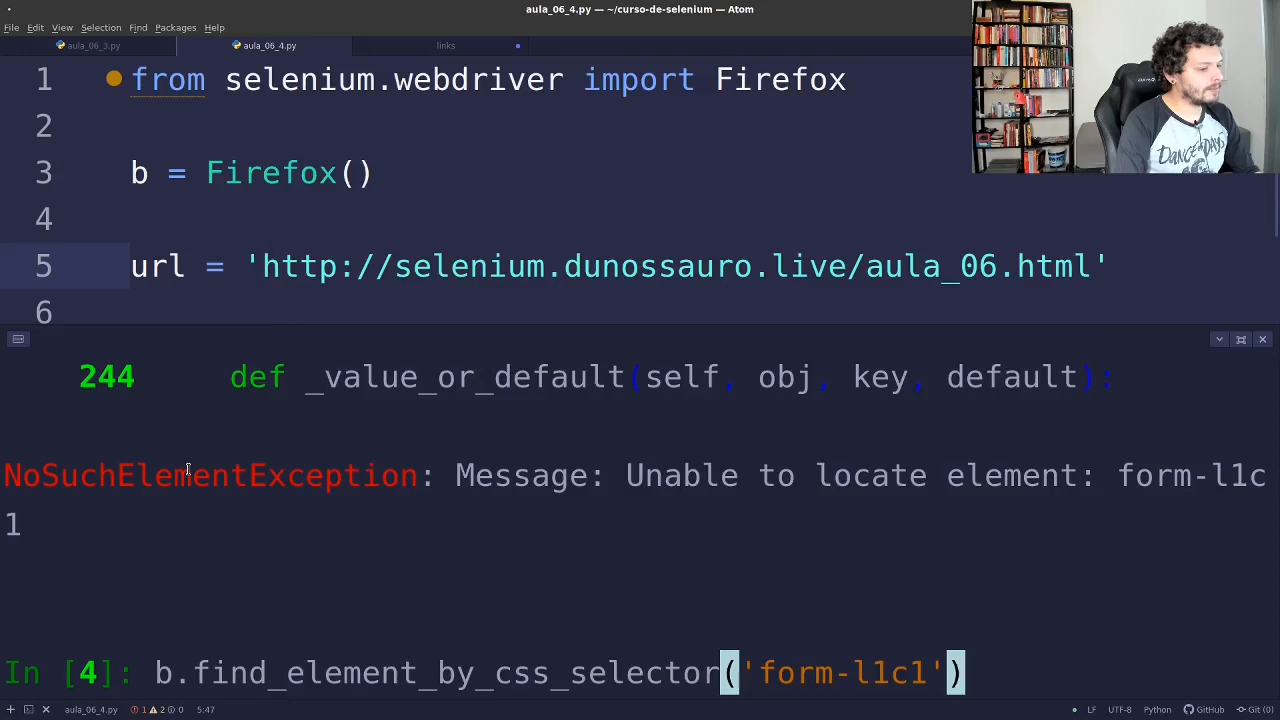 aula_06_4.py — ~/curso-de-selenium — Atom
File Edit View Selection Find Packages Help
aula_06_3.py aula_06_4.py links
1 from selenium.webdriver import Firefox
2
3 b = Firefox()
4
5 url = 'http://selenium.dunossauro.live/aula_06.html'
6
244 def _value_or_default(self, obj, key, default):
NoSuchElementException: Message: Unable to locate element: form-l1c
1
In [4]: b.find_element_by_css_selector('form-l1c1')
aula_06_4.py 1 2 0 5:47 LF UTF-8 Python GitHub Git (0)